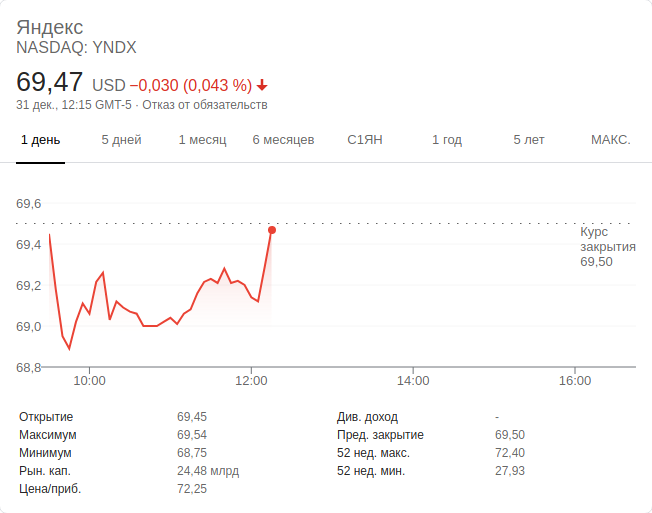 Яндекс
NASDAQ: YNDX
69,47 USD −0,030 (0,043 %)
31 дек., 12:15 GMT-5 · Отказ от обязательств
1 день 5 дней 1 месяц 6 месяцев С1ЯН 1 год 5 лет МАКС.
69,6
69,4
69,2
69,0
68,8
Курс
закрытия
69,50
10:00 12:00 14:00 16:00
Открытие 69,45 Див. доход -
Максимум 69,54 Пред. закрытие 69,50
Минимум 68,75 52 нед. макс. 72,40
Рын. кап. 24,48 млрд 52 нед. мин. 27,93
Цена/приб. 72,25